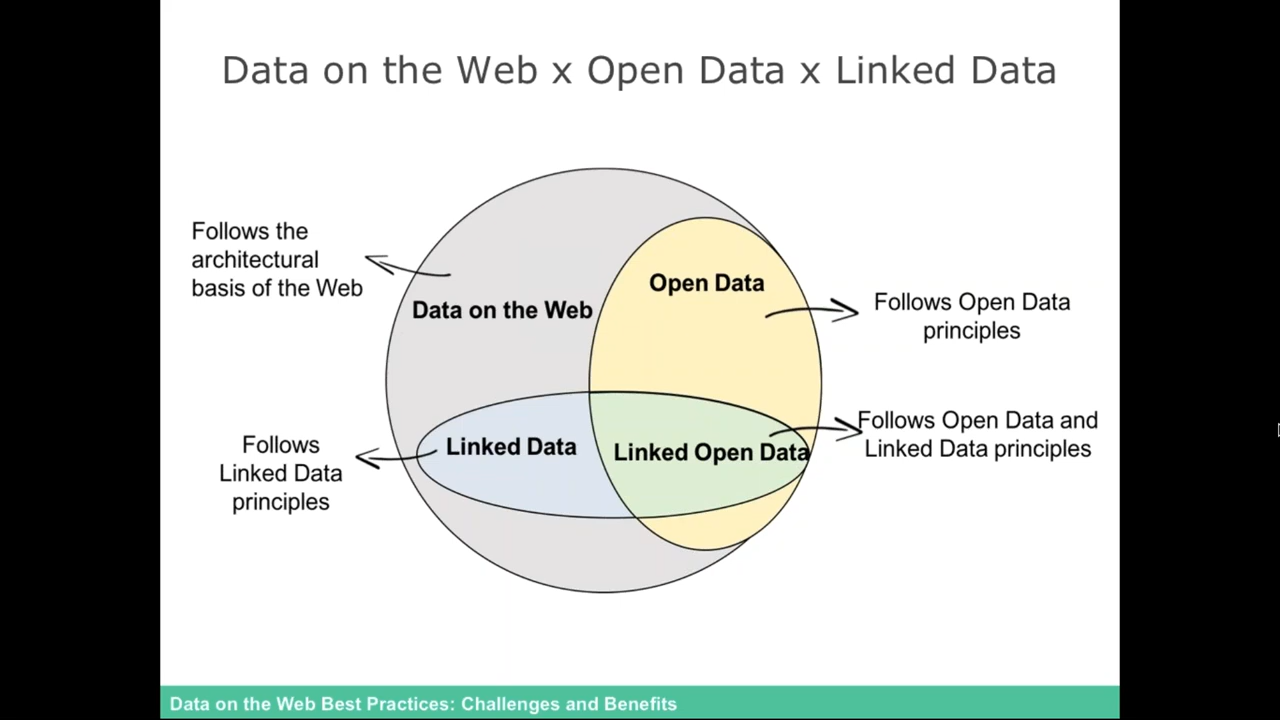 Data on the Web x Open Data x Linked Data
Follows the
architectural
basis of the Web
Data on the Web
Open Data
Follows Open Data
principles
Follows
Linked Data
principles
Linked Data
Linked Open Data
Follows Open Data and
Linked Data principles
Data on the Web Best Practices: Challenges and Benefits